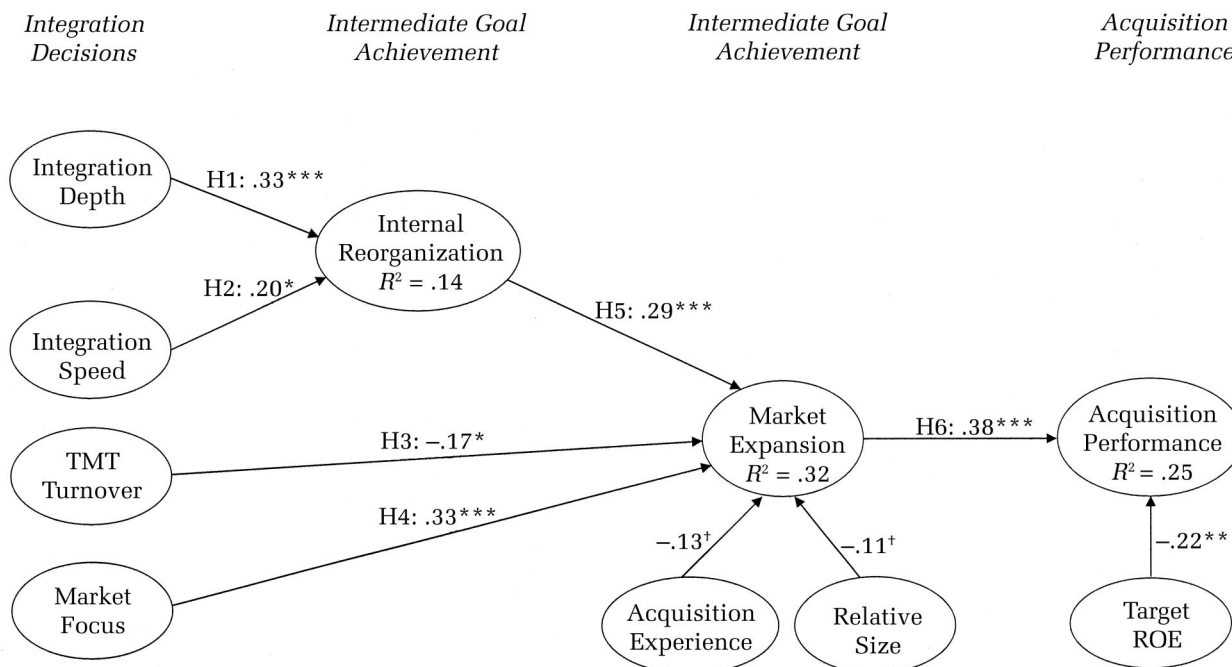 Integration
Decisions
Intermediate Goal
Achievement
Intermediate Goal
Achievement
Acquisition
Performance
Integration
Depth
H1: .33***
Internal
Reorganization
R² = .14
H2: .20*
Integration
Speed
H5: .29***
TMT
Turnover
H3: –.17*
Market
Expansion
R² = .32
H6: .38***
Acquisition
Performance
R² = .25
H4: .33***
–.13†
–.11†
–.22**
Market
Focus
Acquisition
Experience
Relative
Size
Target
ROE